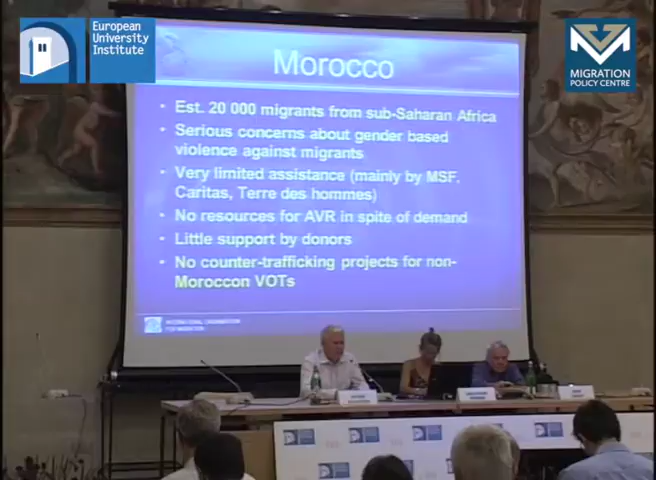 European
University
Institute
MIGRATION
POLICY CENTRE
Morocco
• Est. 20 000 migrants from sub-Saharan Africa
• Serious concerns about gender based
violence against migrants
• Very limited assistance (mainly by MSF,
Caritas, Terre des hommes)
• No resources for AVR in spite of demand
• Little support by donors
• No counter-trafficking projects for non-
Moroccon VOTs